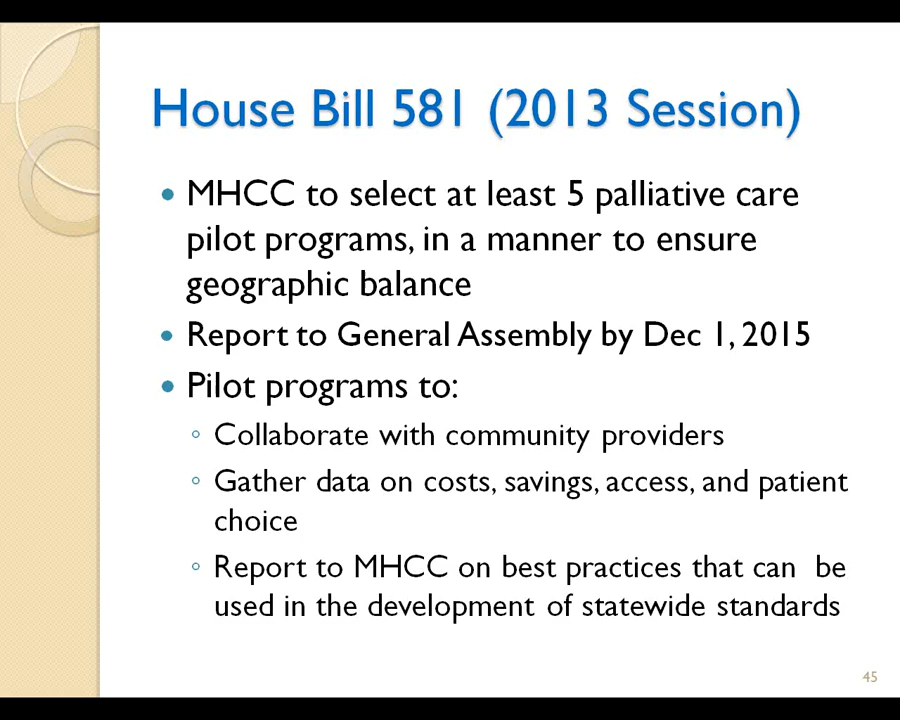 House Bill 581 (2013 Session)
• MHCC to select at least 5 palliative care
pilot programs, in a manner to ensure
geographic balance
• Report to General Assembly by Dec 1, 2015
• Pilot programs to:
◦ Collaborate with community providers
◦ Gather data on costs, savings, access, and patient
choice
◦ Report to MHCC on best practices that can  be
used in the development of statewide standards
45